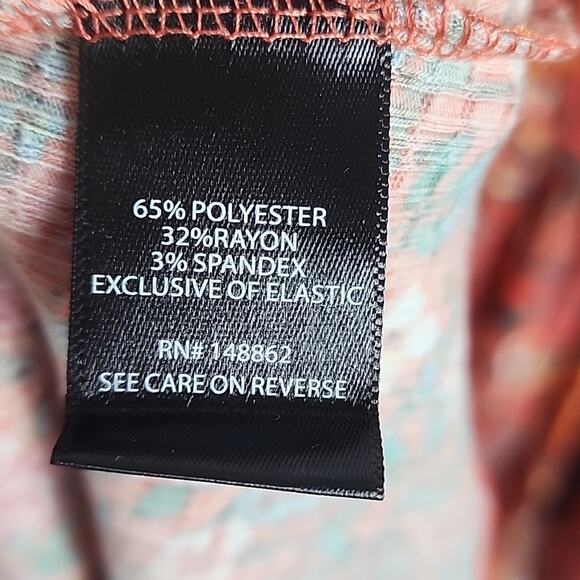 65% POLYESTER
32%RAYON
3% SPANDEX
EXCLUSIVE OF ELASTIC
RN# 148862
SEE CARE ON REVERSE